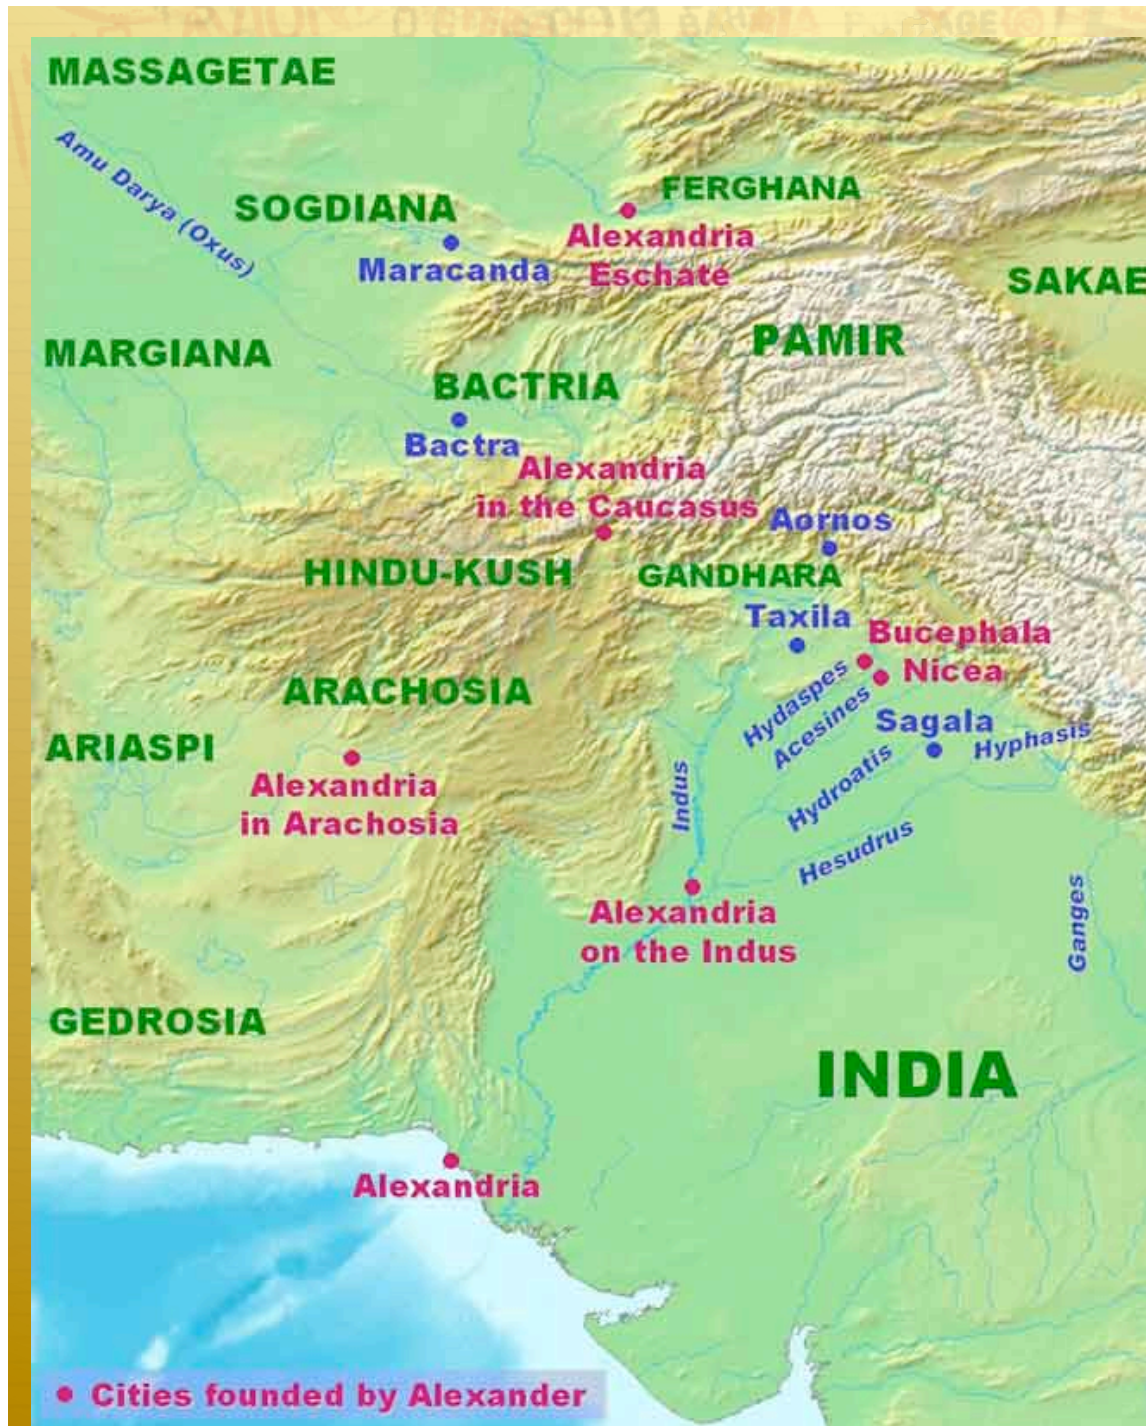 MASSAGETAE
Amu Darya (Oxus)
SOGDIANA
FERGHANA
Alexandria
Eschate
Maracanda
SAKAE
PAMIR
MARGIANA
BACTRIA
Bactra
Alexandria
in the Caucasus
Aornos
HINDU-KUSH
GANDHARA
Taxila
Bucephala
Nicea
Hydaspes
Acesines
ARACHOSIA
Sagala
Hyphasis
ARIASPI
Alexandria
in Arachosia
Indus
Hydroatis
Hesudrus
Alexandria
on the Indus
Ganges
GEDROSIA
INDIA
Alexandria
Cities founded by Alexander